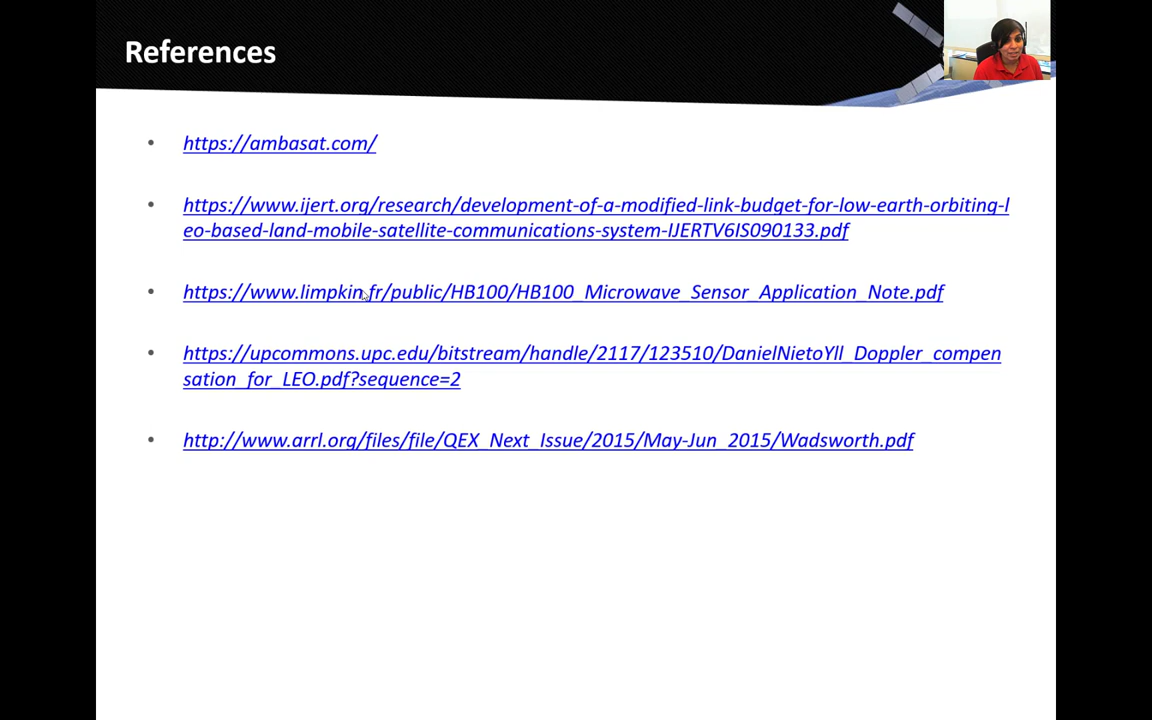 References
• https://ambasat.com/
• https://www.ijert.org/research/development-of-a-modified-link-budget-for-low-earth-orbiting-l
eo-based-land-mobile-satellite-communications-system-IJERTV6IS090133.pdf
• https://www.limpkin.fr/public/HB100/HB100_Microwave_Sensor_Application_Note.pdf
• https://upcommons.upc.edu/bitstream/handle/2117/123510/DanielNietoYll_Doppler_compen
sation_for_LEO.pdf?sequence=2
• http://www.arrl.org/files/file/QEX_Next_Issue/2015/May-Jun_2015/Wadsworth.pdf